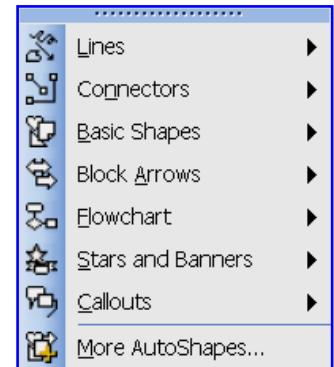 Lines
Connectors
Basic Shapes
Block Arrows
Flowchart
Stars and Banners
Callouts
More AutoShapes...